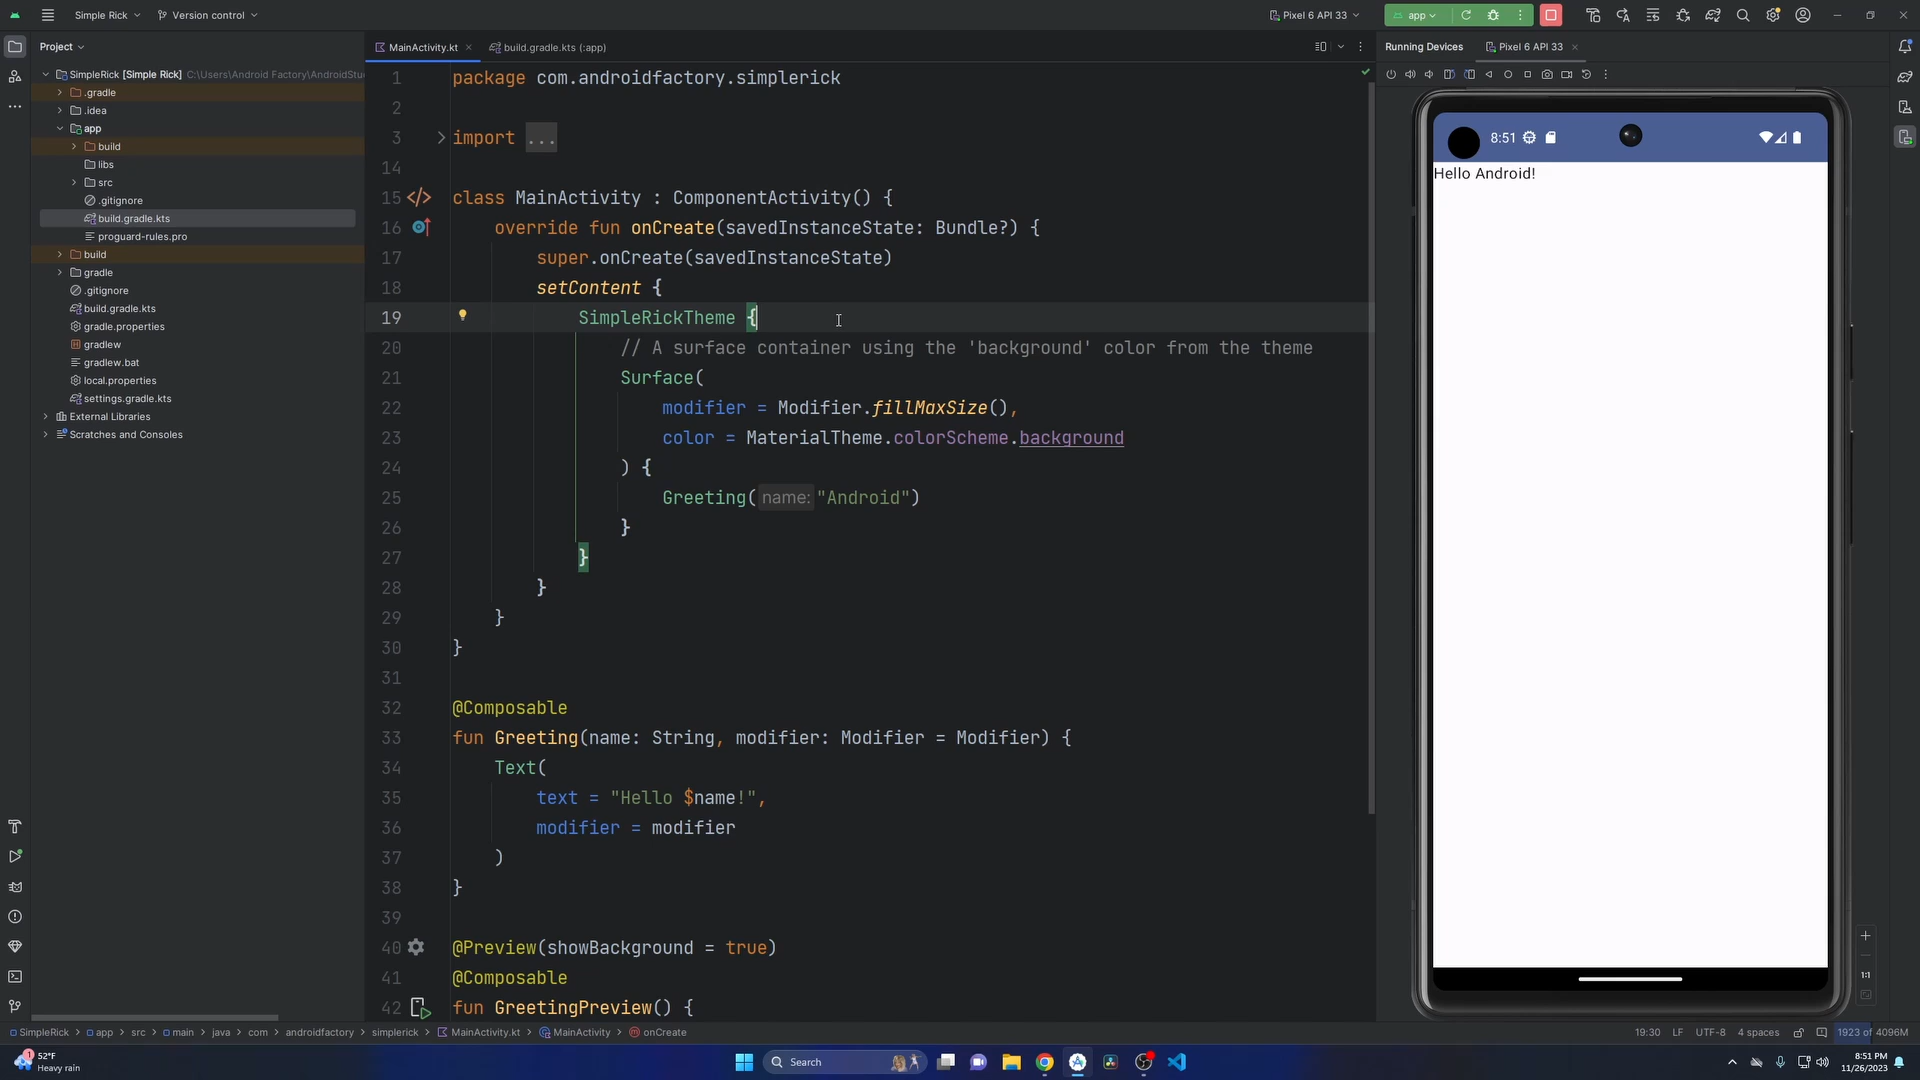 Simple Rick
Version control
Pixel 6 API 33
app
Project
MainActivity.kt
build.gradle.kts (:app)
Running Devices
Pixel 6 API 33
SimpleRick [Simple Rick] C:\Users\Android Factory\AndroidStu
.gradle
.idea
app
build
libs
src
.gitignore
build.gradle.kts
proguard-rules.pro
build
gradle
.gitignore
build.gradle.kts
gradle.properties
gradlew
gradlew.bat
local.properties
settings.gradle.kts
External Libraries
Scratches and Consoles
1 package com.androidfactory.simplerick
2
3 import ...
14
15 class MainActivity : ComponentActivity() {
16 override fun onCreate(savedInstanceState: Bundle?) {
17 super.onCreate(savedInstanceState)
18 setContent {
19 SimpleRickTheme {
20 // A surface container using the 'background' color from the theme
21 Surface(
22 modifier = Modifier.fillMaxSize(),
23 color = MaterialTheme.colorScheme.background
24 ) {
25 Greeting(name: "Android")
26 }
27 }
28 }
29 }
30 }
31
32 @Composable
33 fun Greeting(name: String, modifier: Modifier = Modifier) {
34 Text(
35 text = "Hello $name!",
36 modifier = modifier
37 )
38 }
39
40 @Preview(showBackground = true)
41 @Composable
42 fun GreetingPreview() {
8:51
Hello Android!
1:1
SimpleRick > app > src > main > java > com > androidfactory > simplerick > MainActivity.kt > MainActivity > onCreate
19:30 LF UTF-8 4 spaces 1923 of 4096M
1
52°F
Heavy rain
Search
8:51 PM
11/26/2023